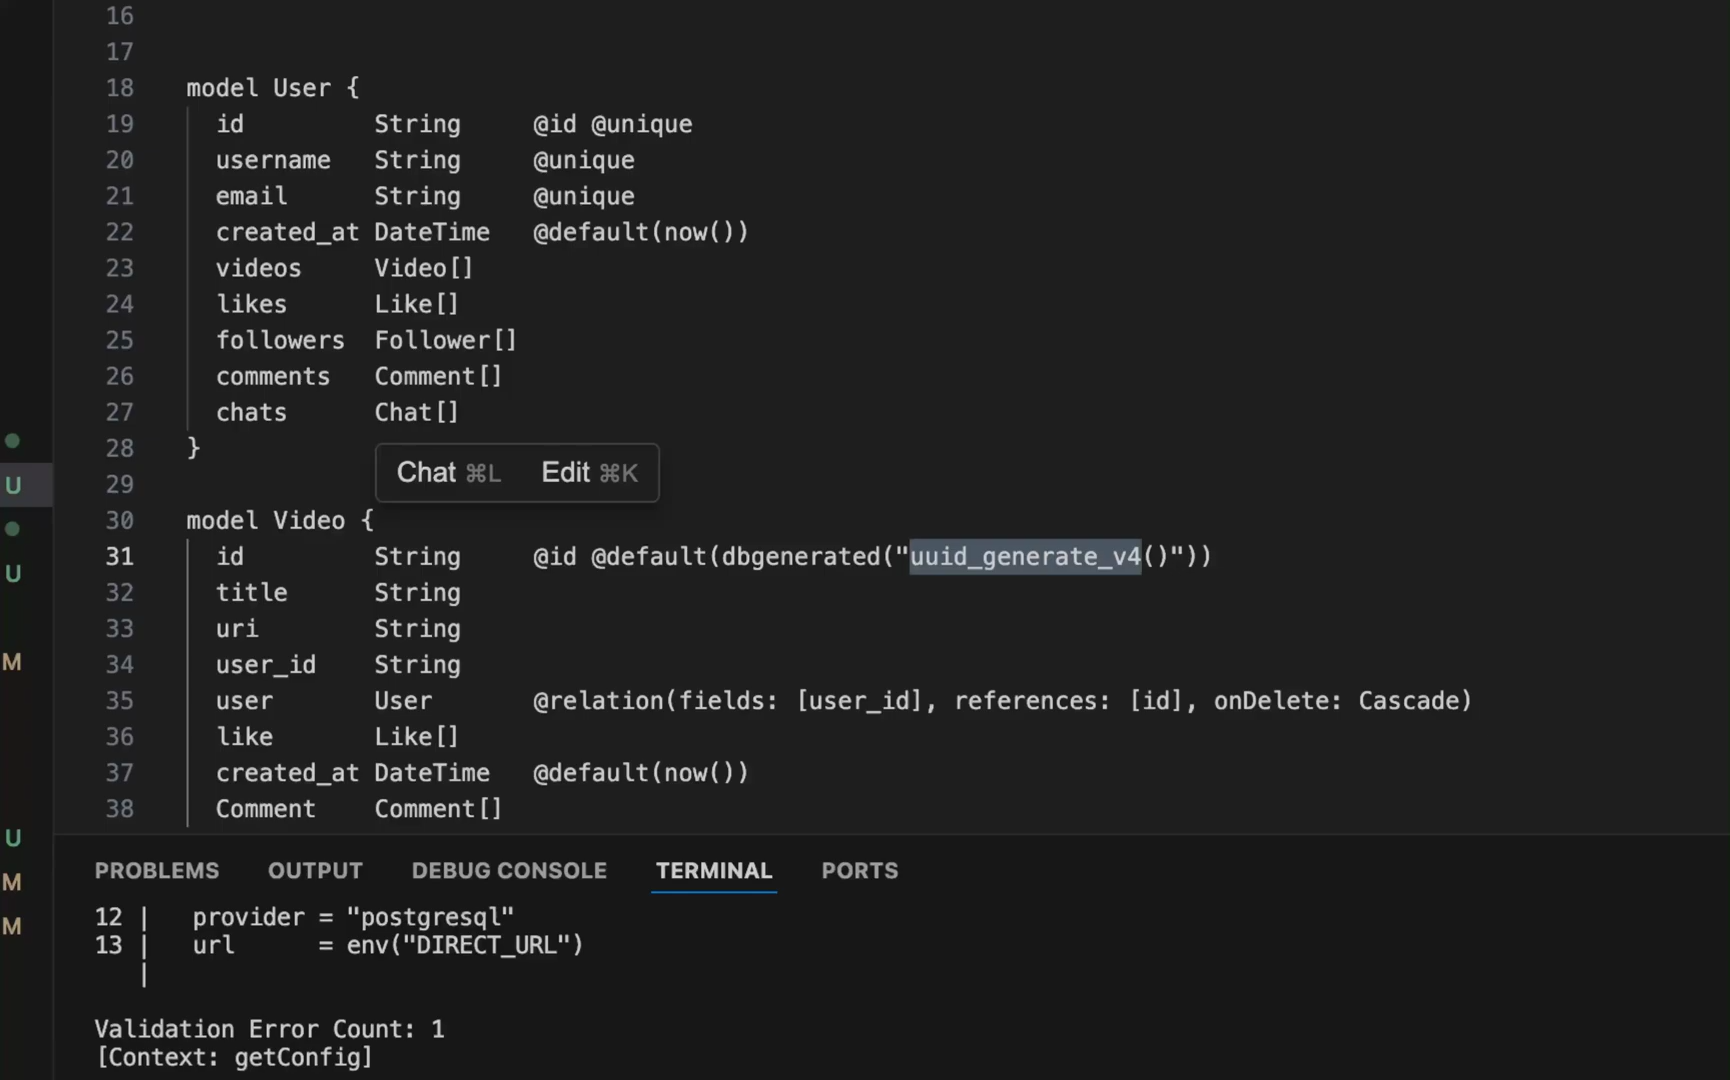 16
17
18 model User {
19 id String @id @unique
20 username String @unique
21 email String @unique
22 created_at DateTime @default(now())
23 videos Video[]
24 likes Like[]
25 followers Follower[]
26 comments Comment[]
27 chats Chat[]
28 }
Chat ⌘L Edit ⌘K
U 29
30 model Video {
31 id String @id @default(dbgenerated("uuid_generate_v4()"))
U
32 title String
33 uri String
34 user_id String
M
35 user User @relation(fields: [user_id], references: [id], onDelete: Cascade)
36 like Like[]
37 created_at DateTime @default(now())
38 Comment Comment[]
U
PROBLEMS OUTPUT DEBUG CONSOLE TERMINAL PORTS
M
12 | provider = "postgresql"
M
13 | url = env("DIRECT_URL")
|
Validation Error Count: 1
[Context: getConfig]